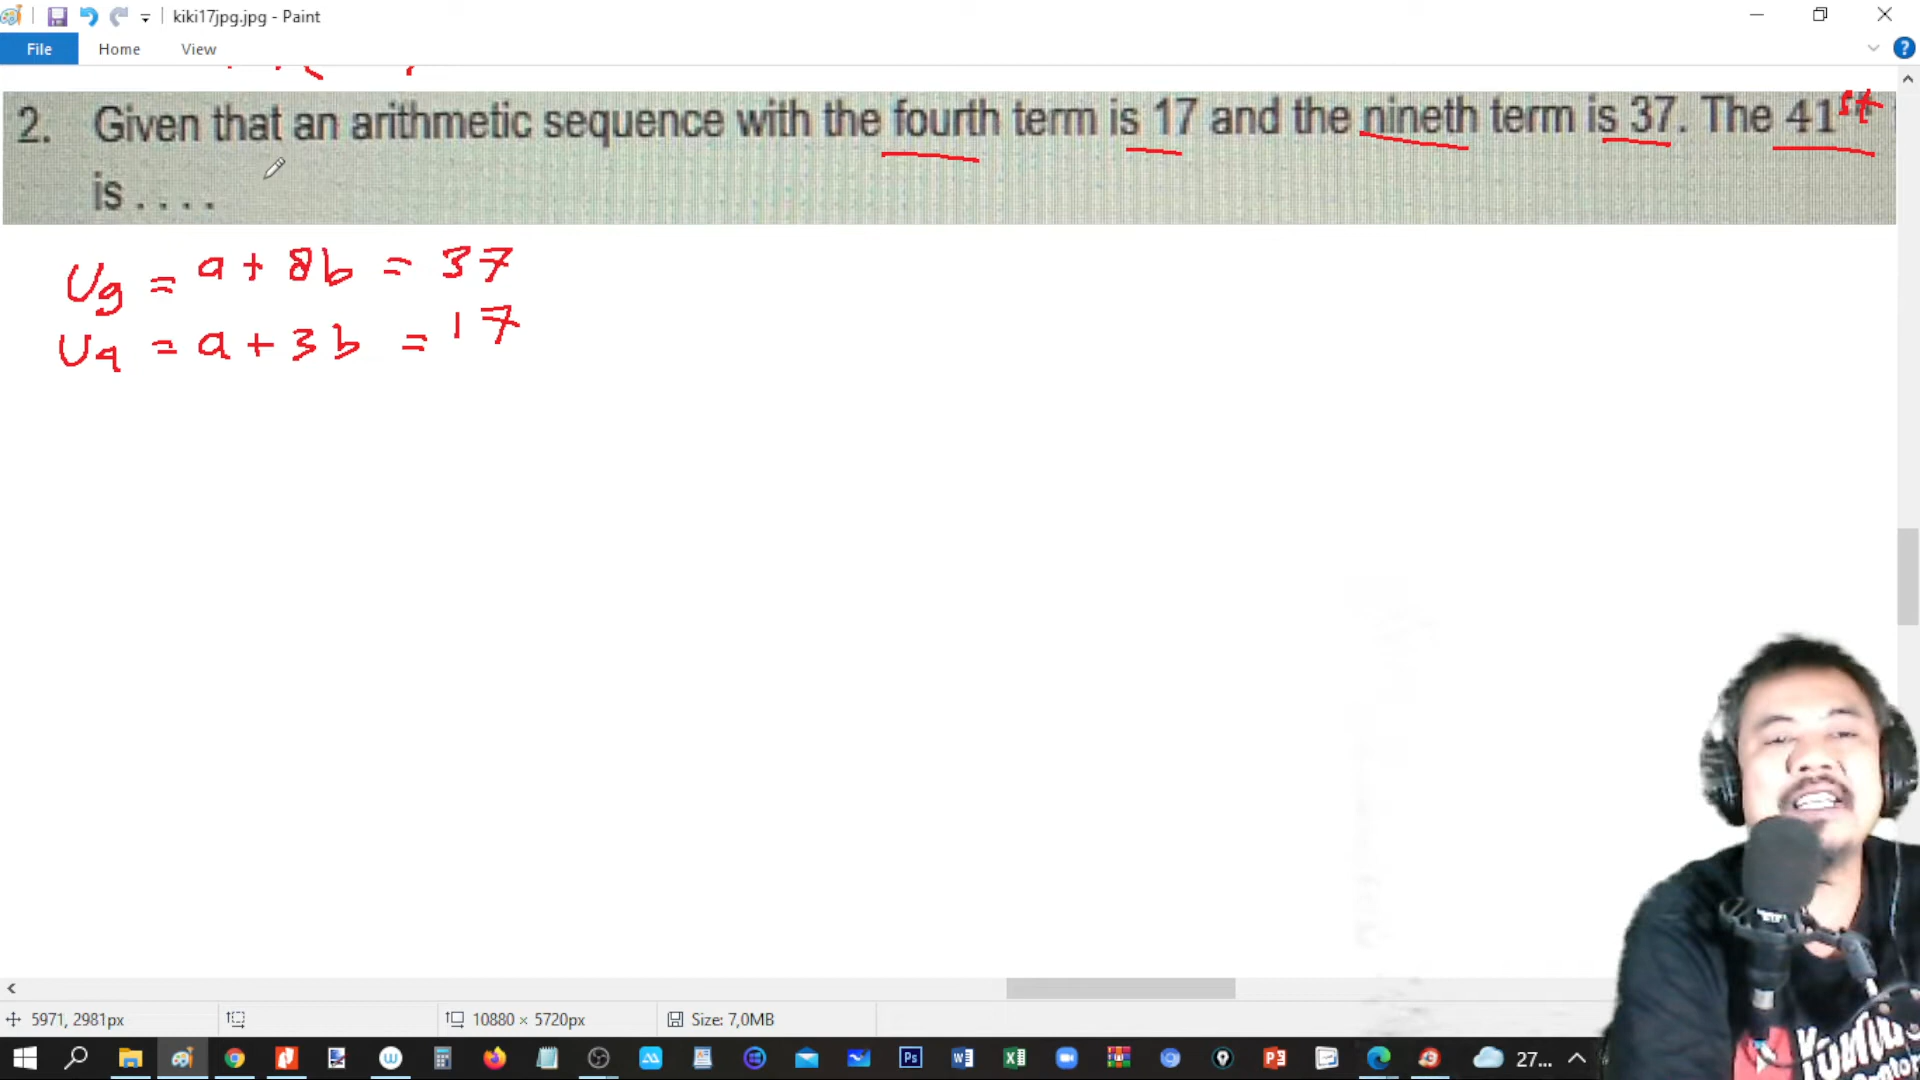 kiki17jpg.jpg - Paint
File Home View
2. Given that an arithmetic sequence with the fourth term is 17 and the nineth term is 37. The 41st
is . . . .
U9 = a + 8b = 37
U4 = a + 3b = 17
5971, 2981px 10880 × 5720px Size: 7,0MB
27...